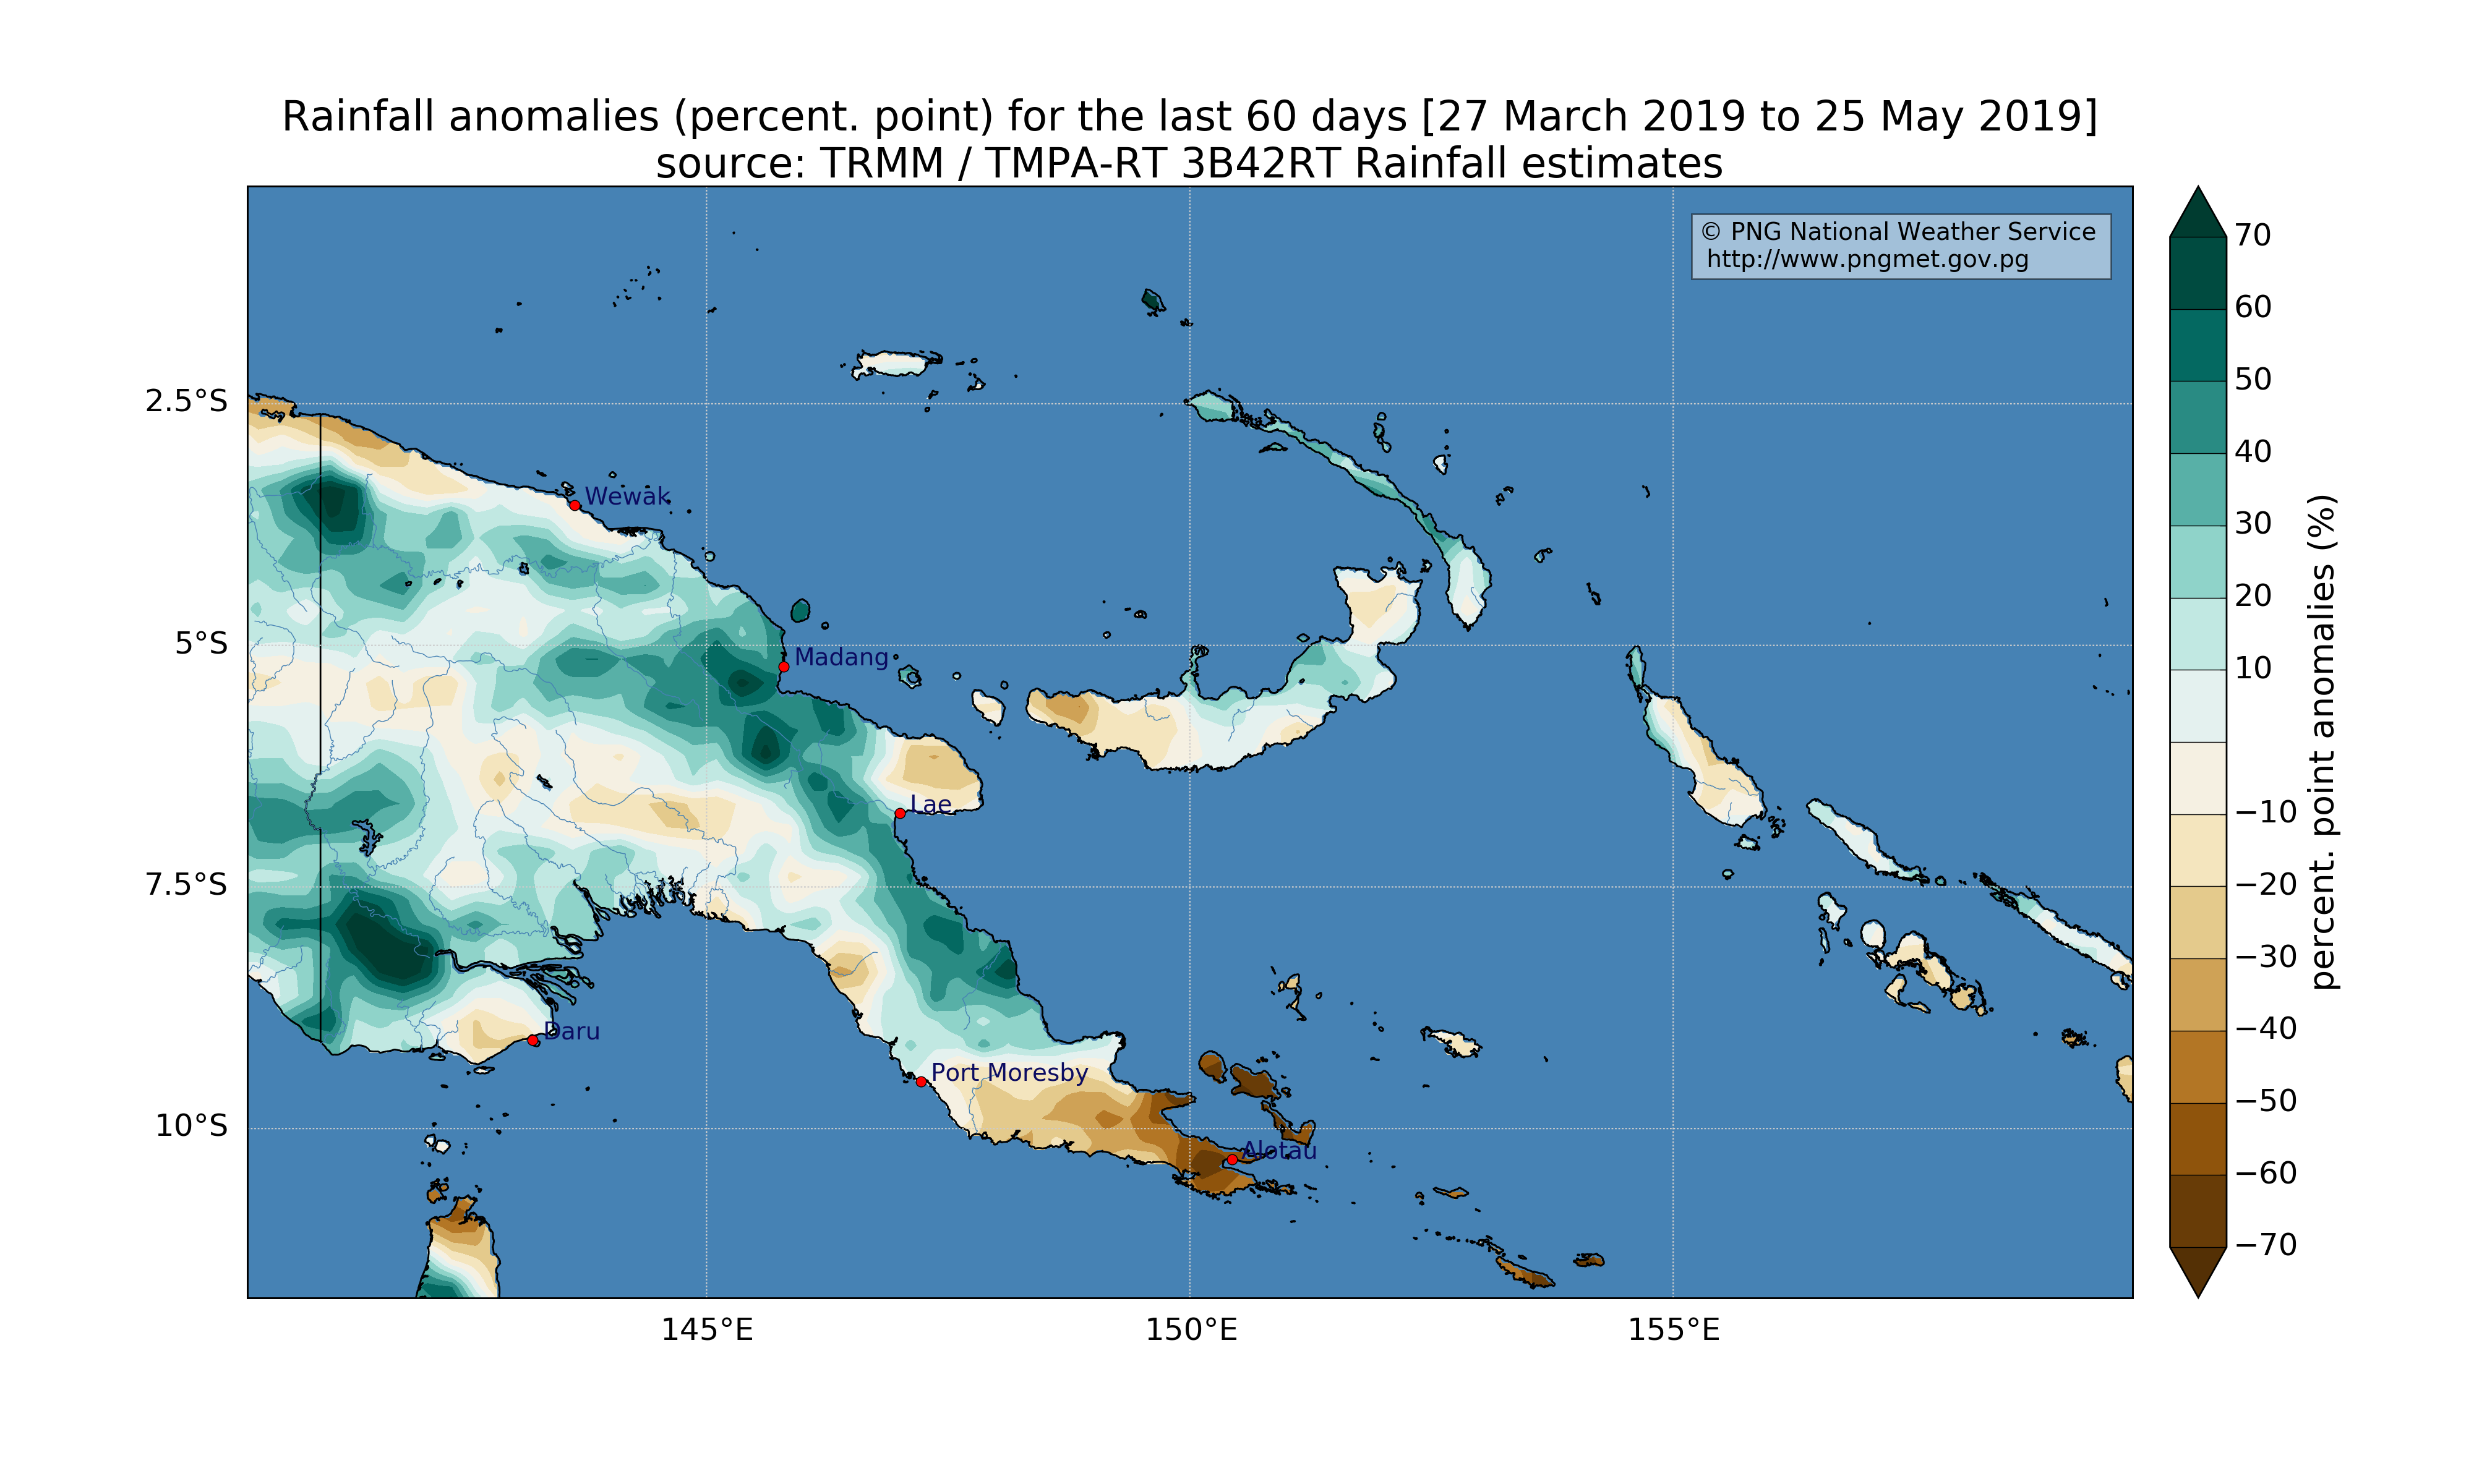 Rainfall anomalies (percent. point) for the last 60 days [27 March 2019 to 25 May 2019]
source: TRMM / TMPA-RT 3B42RT Rainfall estimates
© PNG National Weather Service
http://www.pngmet.gov.pg
2.5°S
5°S
7.5°S
10°S
Wewak
Madang
Lae
Daru
Port Moresby
Alotau
145°E
150°E
155°E
70
60
50
40
30
20
10
−10
−20
−30
−40
−50
−60
−70
percent. point anomalies (%)